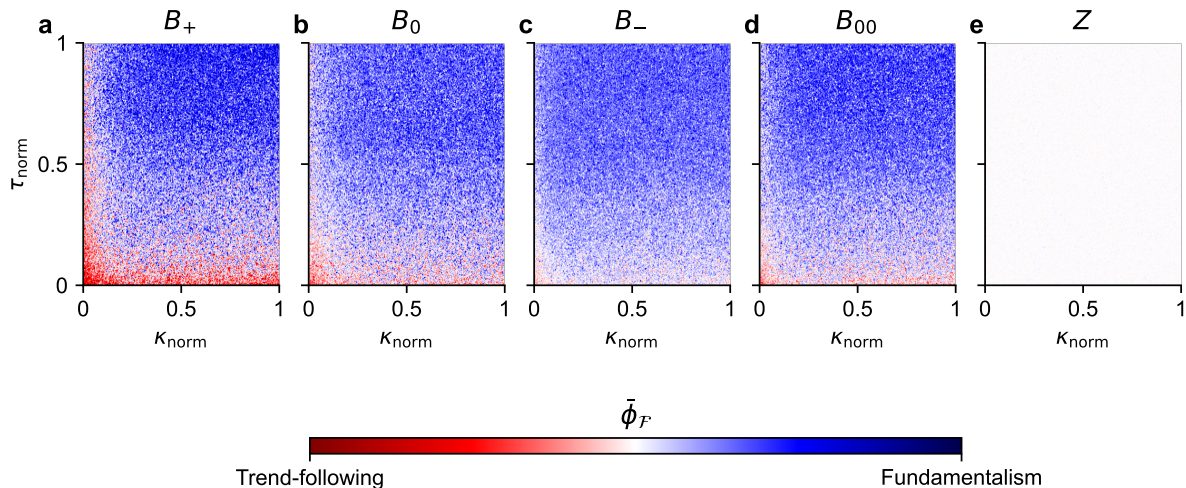 a B₊ b B₀ c B₋ d B₀₀ e Z
1
0.5
0
τnorm
0 0.5 1 0 0.5 1 0 0.5 1 0 0.5 1 0 0.5 1
κnorm κnorm κnorm κnorm κnorm
ϕ̄ℱ
Trend-following Fundamentalism